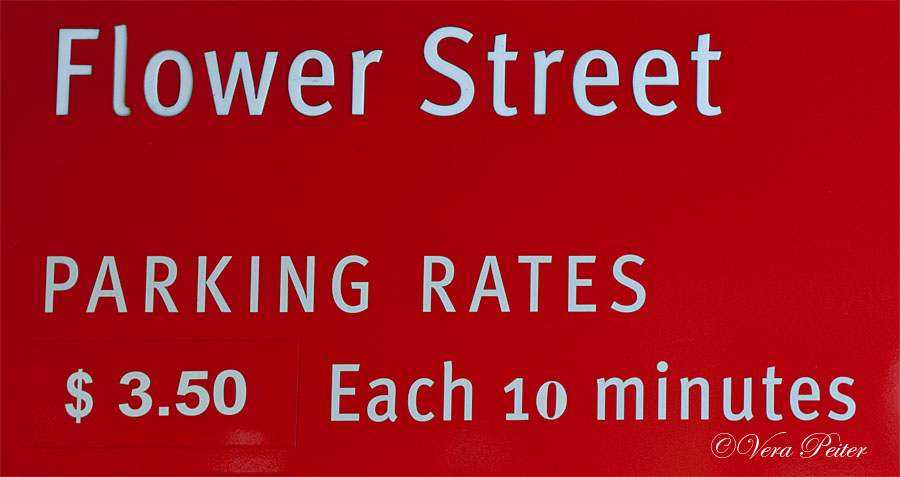 Flower Street
PARKING RATES
$ 3.50 Each 10 minutes
©Vera Peiter